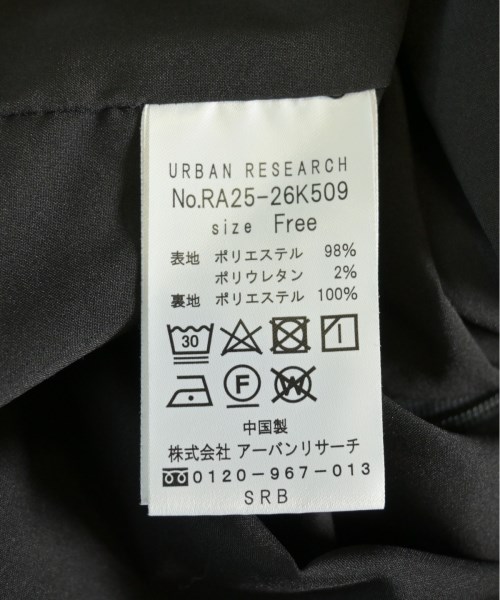 URBAN RESEARCH
No.RA25-26K509
size Free
表地 ポリエステル 98%
ポリウレタン 2%
裏地 ポリエステル 100%
30
F W
中国製
株式会社 アーバンリサーチ
0120-967-013
SRB